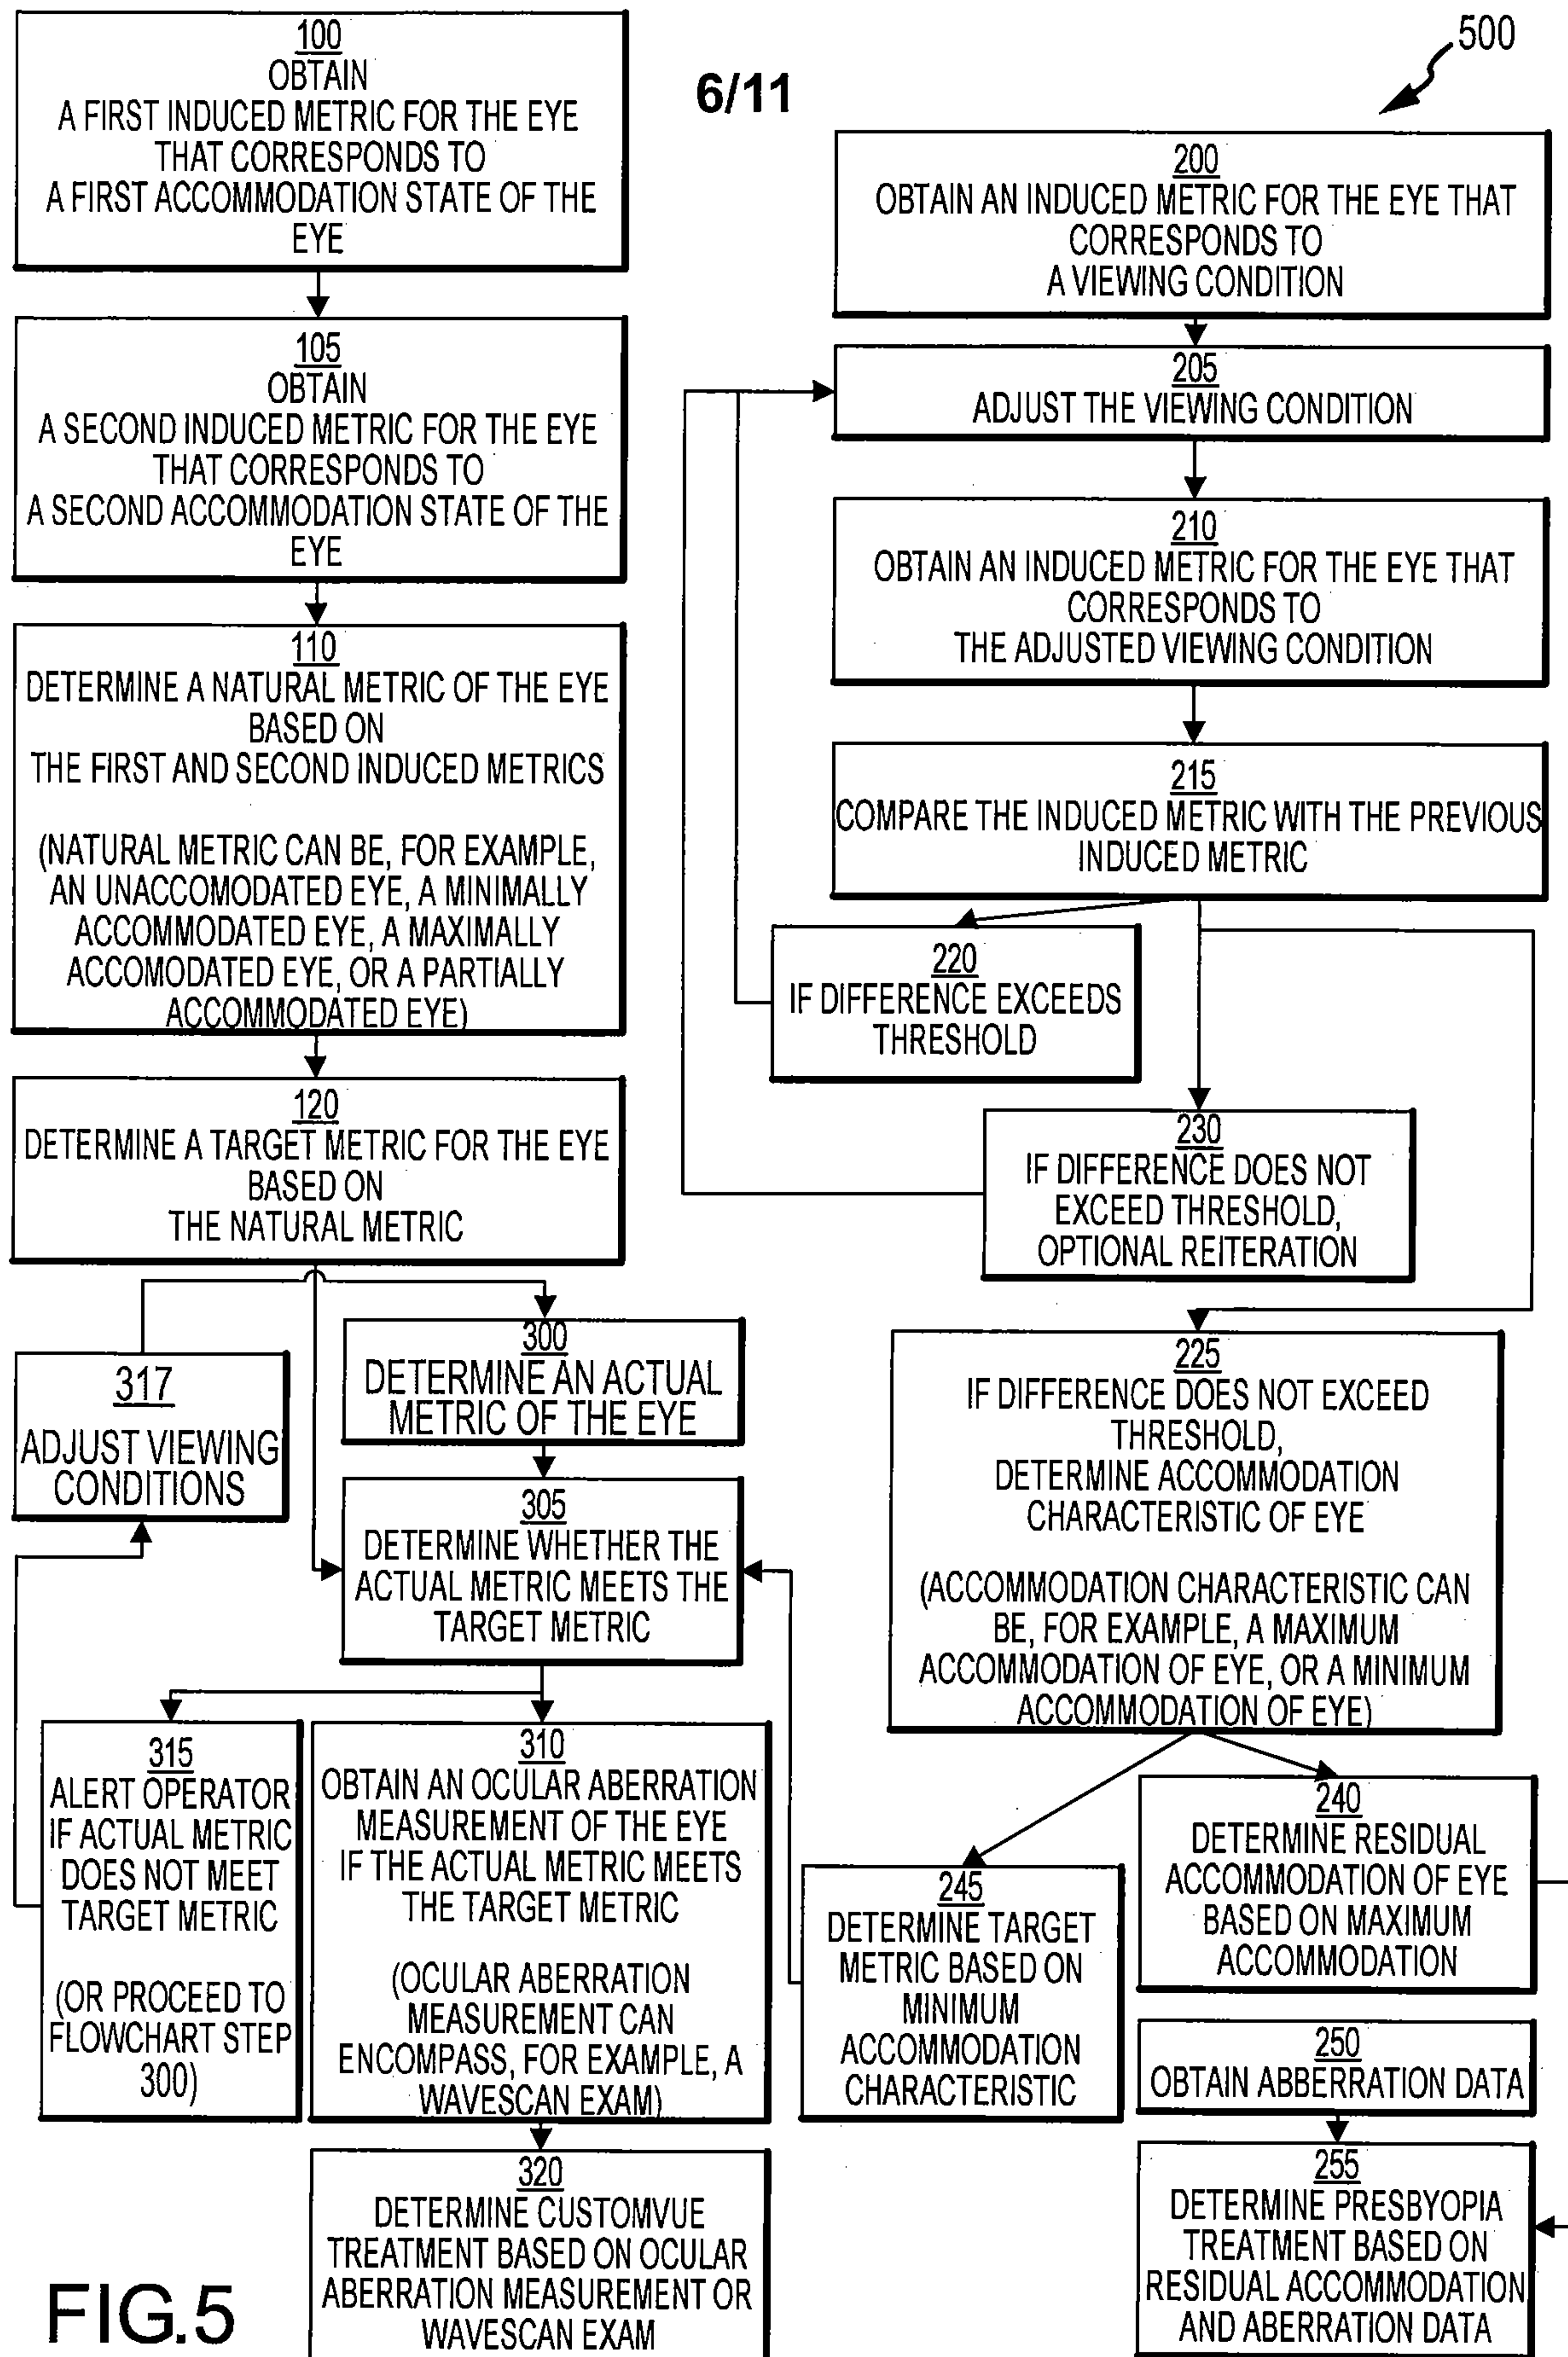 6/11
500
100
OBTAIN
A FIRST INDUCED METRIC FOR THE EYE
THAT CORRESPONDS TO
A FIRST ACCOMMODATION STATE OF THE
EYE
105
OBTAIN
A SECOND INDUCED METRIC FOR THE EYE
THAT CORRESPONDS TO
A SECOND ACCOMMODATION STATE OF THE
EYE
110
DETERMINE A NATURAL METRIC OF THE EYE
BASED ON
THE FIRST AND SECOND INDUCED METRICS
(NATURAL METRIC CAN BE, FOR EXAMPLE,
AN UNACCOMODATED EYE, A MINIMALLY
ACCOMMODATED EYE, A MAXIMALLY
ACCOMODATED EYE, OR A PARTIALLY
ACCOMMODATED EYE)
120
DETERMINE A TARGET METRIC FOR THE EYE
BASED ON
THE NATURAL METRIC
317
ADJUST VIEWING
CONDITIONS
300
DETERMINE AN ACTUAL
METRIC OF THE EYE
305
DETERMINE WHETHER THE
ACTUAL METRIC MEETS THE
TARGET METRIC
315
ALERT OPERATOR
IF ACTUAL METRIC
DOES NOT MEET
TARGET METRIC
(OR PROCEED TO
FLOWCHART STEP
300)
310
OBTAIN AN OCULAR ABERRATION
MEASUREMENT OF THE EYE
IF THE ACTUAL METRIC MEETS
THE TARGET METRIC
(OCULAR ABERRATION
MEASUREMENT CAN
ENCOMPASS, FOR EXAMPLE, A
WAVESCAN EXAM)
320
DETERMINE CUSTOMVUE
TREATMENT BASED ON OCULAR
ABERRATION MEASUREMENT OR
WAVESCAN EXAM
200
OBTAIN AN INDUCED METRIC FOR THE EYE THAT
CORRESPONDS TO
A VIEWING CONDITION
205
ADJUST THE VIEWING CONDITION
210
OBTAIN AN INDUCED METRIC FOR THE EYE THAT
CORRESPONDS TO
THE ADJUSTED VIEWING CONDITION
215
COMPARE THE INDUCED METRIC WITH THE PREVIOUS
INDUCED METRIC
220
IF DIFFERENCE EXCEEDS
THRESHOLD
230
IF DIFFERENCE DOES NOT
EXCEED THRESHOLD,
OPTIONAL REITERATION
225
IF DIFFERENCE DOES NOT EXCEED
THRESHOLD,
DETERMINE ACCOMMODATION
CHARACTERISTIC OF EYE
(ACCOMMODATION CHARACTERISTIC CAN
BE, FOR EXAMPLE, A MAXIMUM
ACCOMMODATION OF EYE, OR A MINIMUM
ACCOMMODATION OF EYE)
245
DETERMINE TARGET
METRIC BASED ON
MINIMUM
ACCOMMODATION
CHARACTERISTIC
240
DETERMINE RESIDUAL
ACCOMMODATION OF EYE
BASED ON MAXIMUM
ACCOMMODATION
250
OBTAIN ABBERRATION DATA
255
DETERMINE PRESBYOPIA
TREATMENT BASED ON
RESIDUAL ACCOMMODATION
AND ABERRATION DATA
FIG.5